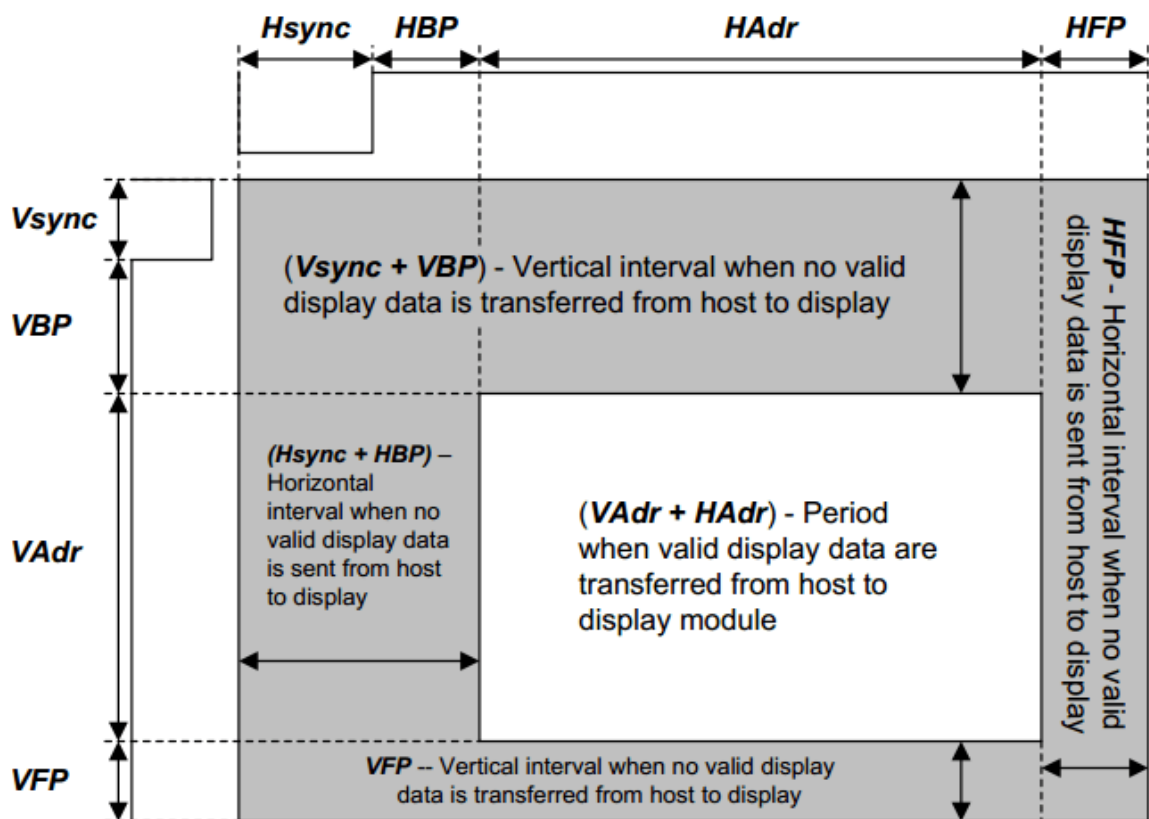 Hsync HBP HAdr HFP
Vsync
VBP
VAdr
VFP
(Vsync + VBP) - Vertical interval when no valid
display data is transferred from host to display
(Hsync + HBP) –
Horizontal
interval when no
valid display data
is sent from host
to display
(VAdr + HAdr) - Period
when valid display data are
transferred from host to
display module
HFP - Horizontal interval when no valid
display data is sent from host to display
VFP -- Vertical interval when no valid display
data is transferred from host to display